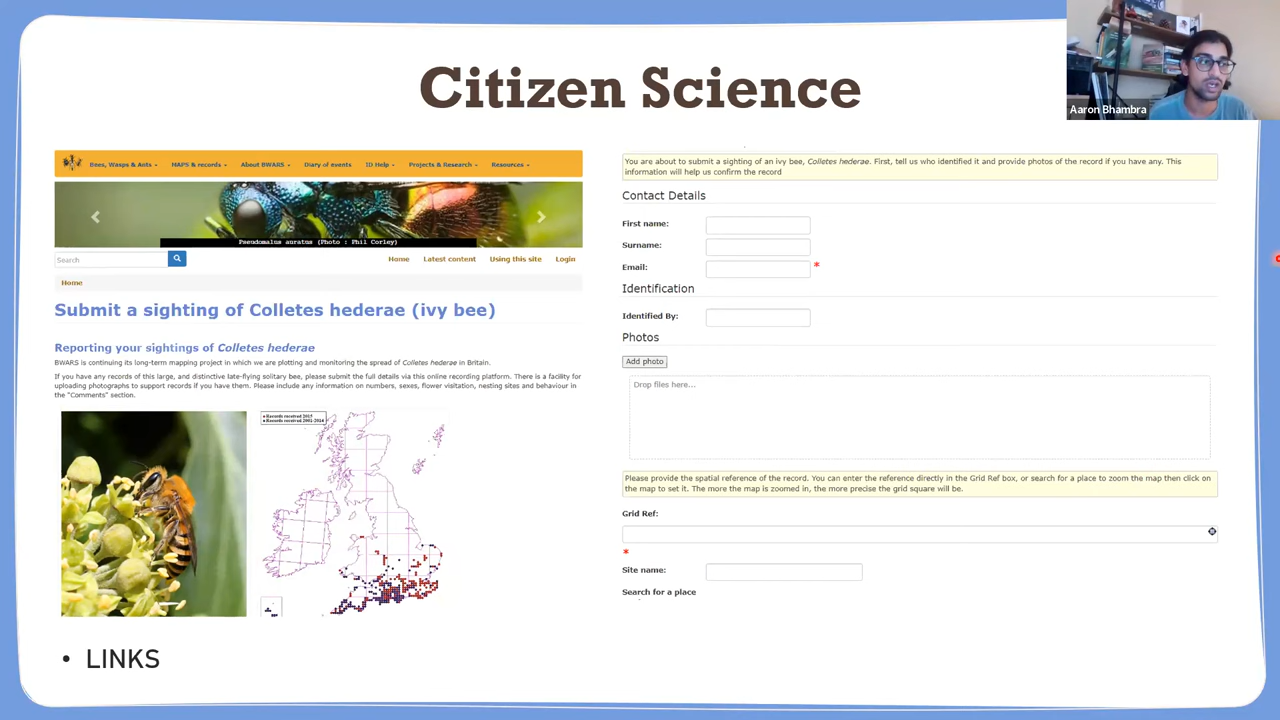 Citizen Science
Aaron Bhambra
Bees, Wasps & Ants MAPS & records About BWARS Diary of events ID Help Projects & Research Resources
Pseudomalus auratus (Photo : Phil Corley)
Search
Home Latest content Using this site Login
Home
Submit a sighting of Colletes hederae (ivy bee)
Reporting your sightings of Colletes hederae
BWARS is continuing its long-term mapping project in which we are plotting and monitoring the spread of Colletes hederae in Britain.
If you have any records of this large, and distinctive late-flying solitary bee, please submit the full details via this online recording platform. There is a facility for
uploading photographs to support records if you have them. Please include any information on numbers, sexes, flower visitation, nesting sites and behaviour in
the "Comments" section.
Records received 2015
Records received 2001-2014
You are about to submit a sighting of an ivy bee, Colletes hederae. First, tell us who identified it and provide photos of the record if you have any. This
information will help us confirm the record
Contact Details
First name:
Surname:
Email: *
Identification
Identified By:
Photos
Add photo
Drop files here...
Please provide the spatial reference of the record. You can enter the reference directly in the Grid Ref box, or search for a place to zoom the map then click on
the map to set it. The more the map is zoomed in, the more precise the grid square will be.
Grid Ref:
*
Site name:
Search for a place
• LINKS